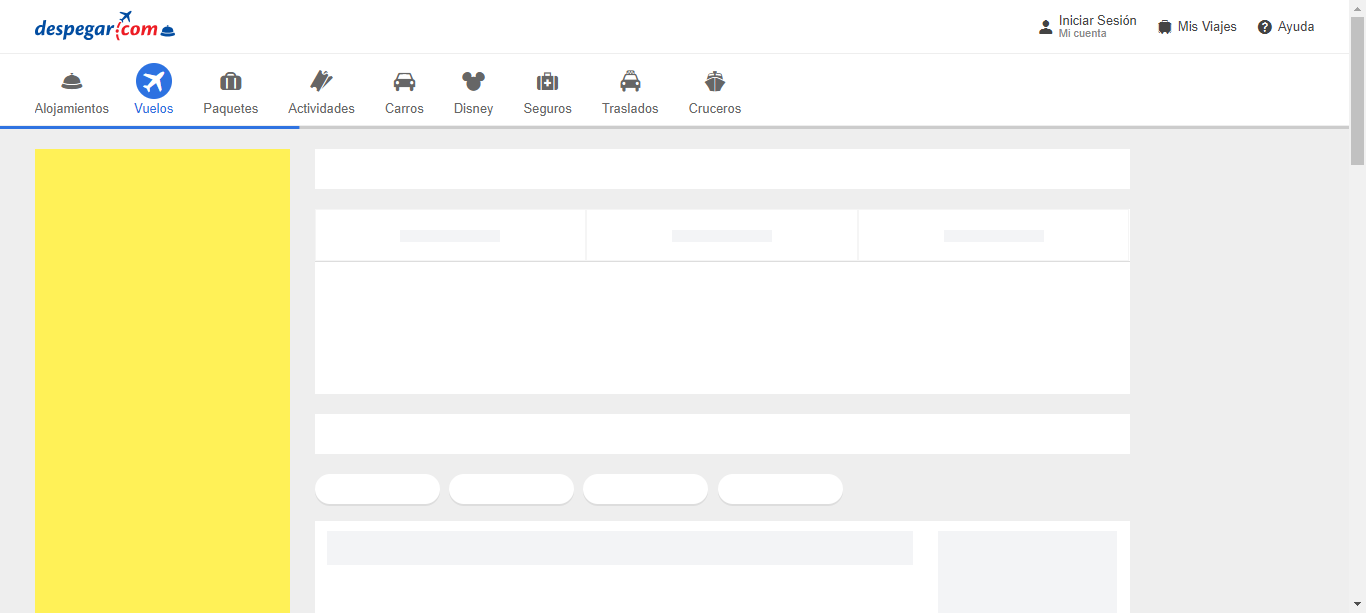 despegar.com
Iniciar Sesión
Mi cuenta
Mis Viajes
Ayuda
Alojamientos
Vuelos
Paquetes
Actividades
Carros
Disney
Seguros
Traslados
Cruceros